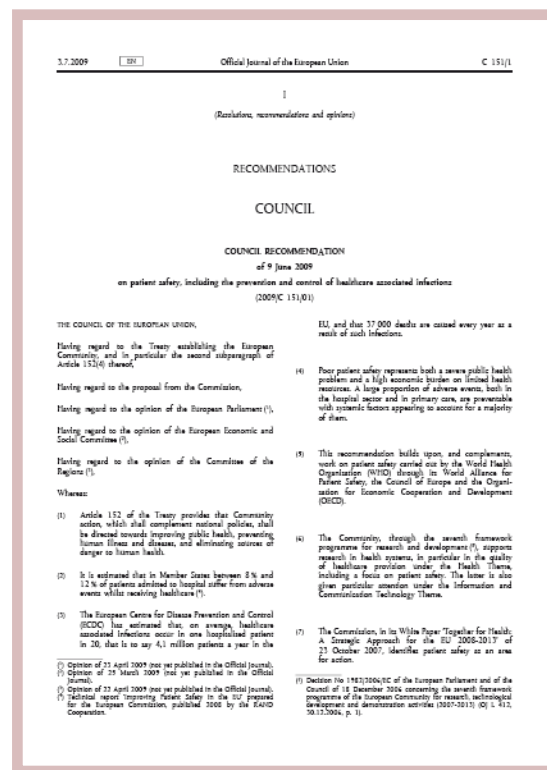 3.7.2009 EN Official Journal of the European Union C 151/1
I
(Resolutions, recommendations and opinions)
RECOMMENDATIONS
COUNCIL
COUNCIL RECOMMENDATION
of 9 June 2009
on patient safety, including the prevention and control of healthcare associated infections
(2009/C 151/01)
THE COUNCIL OF THE EUROPEAN UNION,
Having regard to the Treaty establishing the European
Community, and in particular the second subparagraph of
Article 152(4) thereof,
Having regard to the proposal from the Commission,
Having regard to the opinion of the European Parliament (¹),
Having regard to the opinion of the European Economic and
Social Committee (²),
Having regard to the opinion of the Committee of the
Regions (³),
Whereas:
(1) Article 152 of the Treaty provides that Community
action, which shall complement national policies, shall
be directed towards improving public health, preventing
human illness and diseases, and eliminating sources of
danger to human health.
(2) It is estimated that in Member States between 8 % and
12 % of patients admitted to hospital suffer from adverse
events whilst receiving healthcare (⁴).
(3) The European Centre for Disease Prevention and Control
(ECDC) has estimated that, on average, healthcare
associated infections occur in one hospitalised patient
in 20, that is to say 4,1 million patients a year in the
(¹) Opinion of 23 April 2009 (not yet published in the Official Journal).
(²) Opinion of 25 March 2009 (not yet published in the Official
Journal).
(³) Opinion of 22 April 2009 (not yet published in the Official Journal).
(⁴) Technical report 'Improving Patient Safety in the EU' prepared
for the European Commission, published 2008 by the RAND
Cooperation.
EU, and that 37 000 deaths are caused every year as a
result of such infections.
(4) Poor patient safety represents both a severe public health
problem and a high economic burden on limited health
resources. A large proportion of adverse events, both in
the hospital sector and in primary care, are preventable
with systemic factors appearing to account for a majority
of them.
(5) This recommendation builds upon, and complements,
work on patient safety carried out by the World Health
Organisation (WHO) through its World Alliance for
Patient Safety, the Council of Europe and the Organi-
sation for Economic Cooperation and Development
(OECD).
(6) The Community, through the seventh framework
programme for research and development (⁵), supports
research in health systems, in particular in the quality
of healthcare provision under the Health Theme,
including a focus on patient safety. The latter is also
given particular attention under the Information and
Communication Technology Theme.
(7) The Commission, in its White Paper 'Together for Health:
A Strategic Approach for the EU 2008-2013' of
23 October 2007, identifies patient safety as an area
for action.
(⁵) Decision No 1982/2006/EC of the European Parliament and of the
Council of 18 December 2006 concerning the seventh framework
programme of the European Community for research, technological
development and demonstration activities (2007-2013) (OJ L 412,
30.12.2006, p. 1).